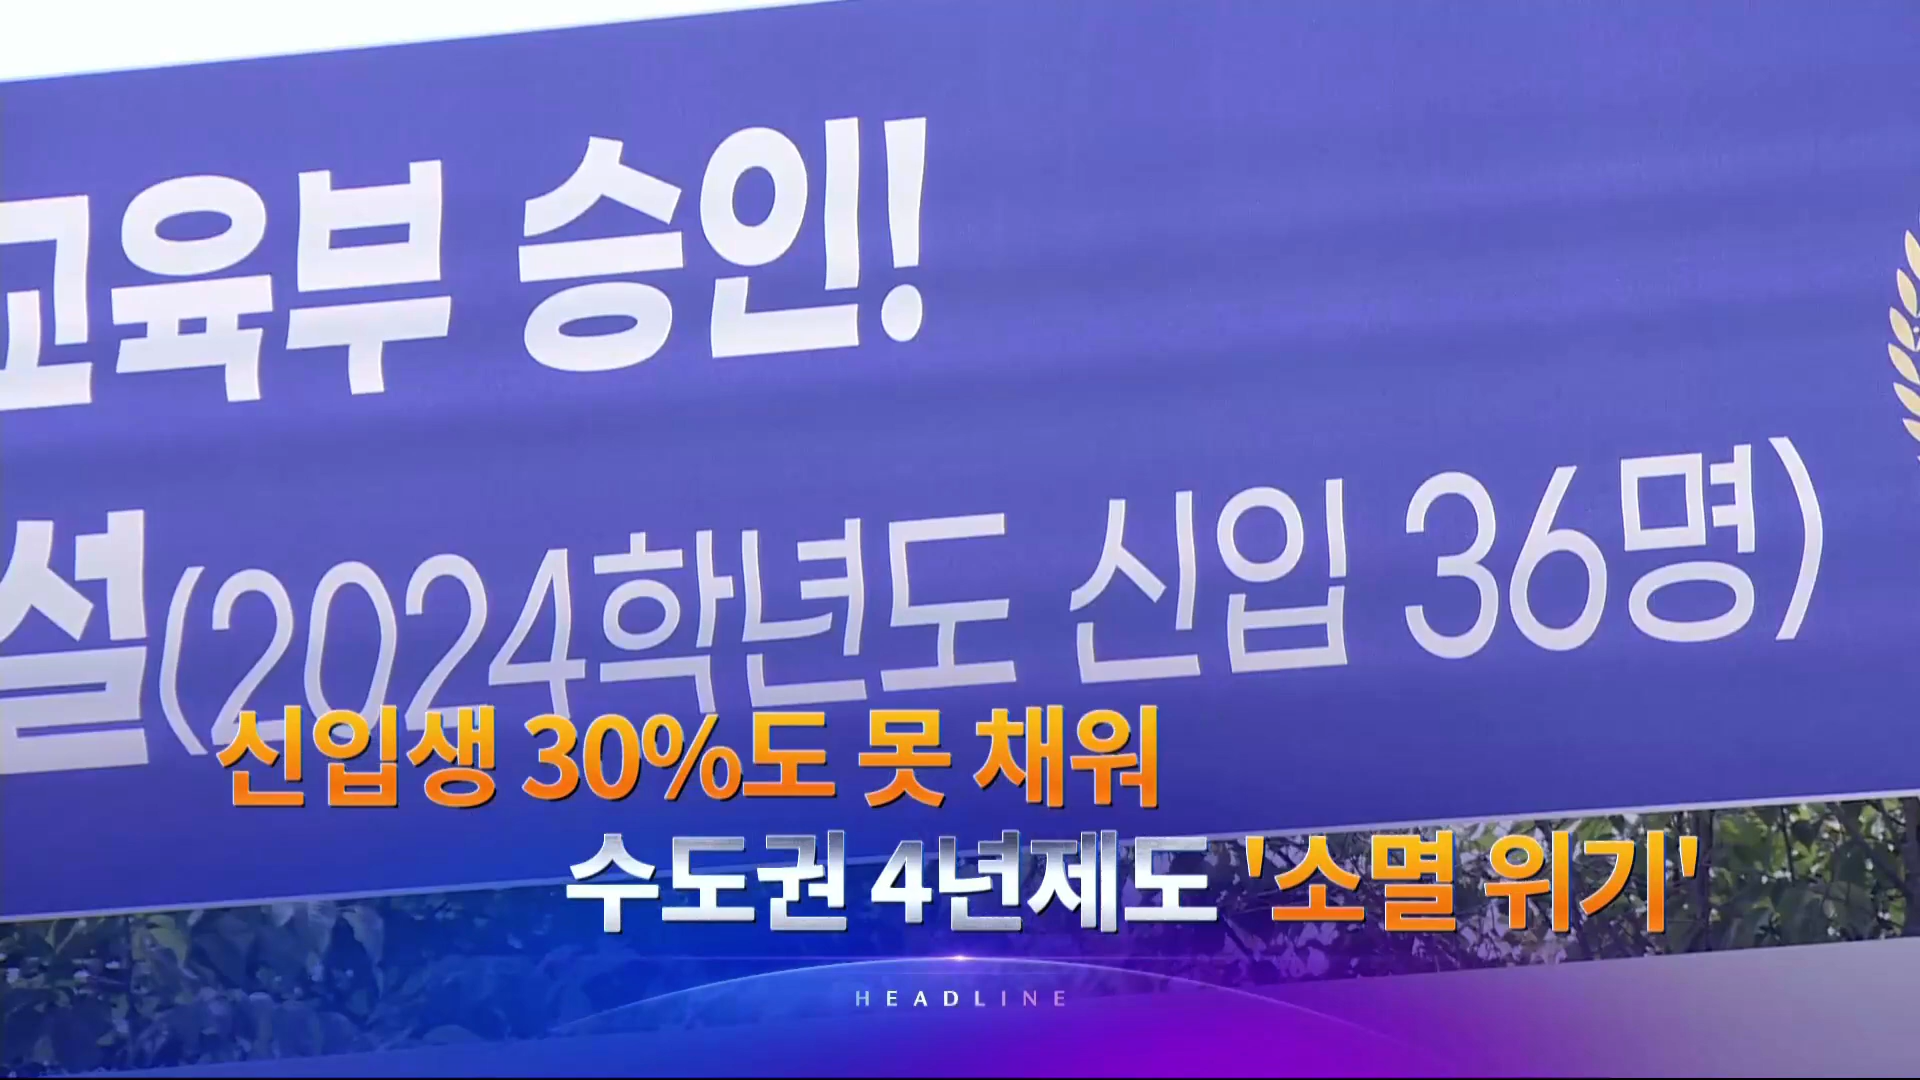 교육부 승인!
설(2024학년도 신입 36명)
신입생 30%도 못 채워
수도권 4년제도 '소멸 위기'
HEADLINE